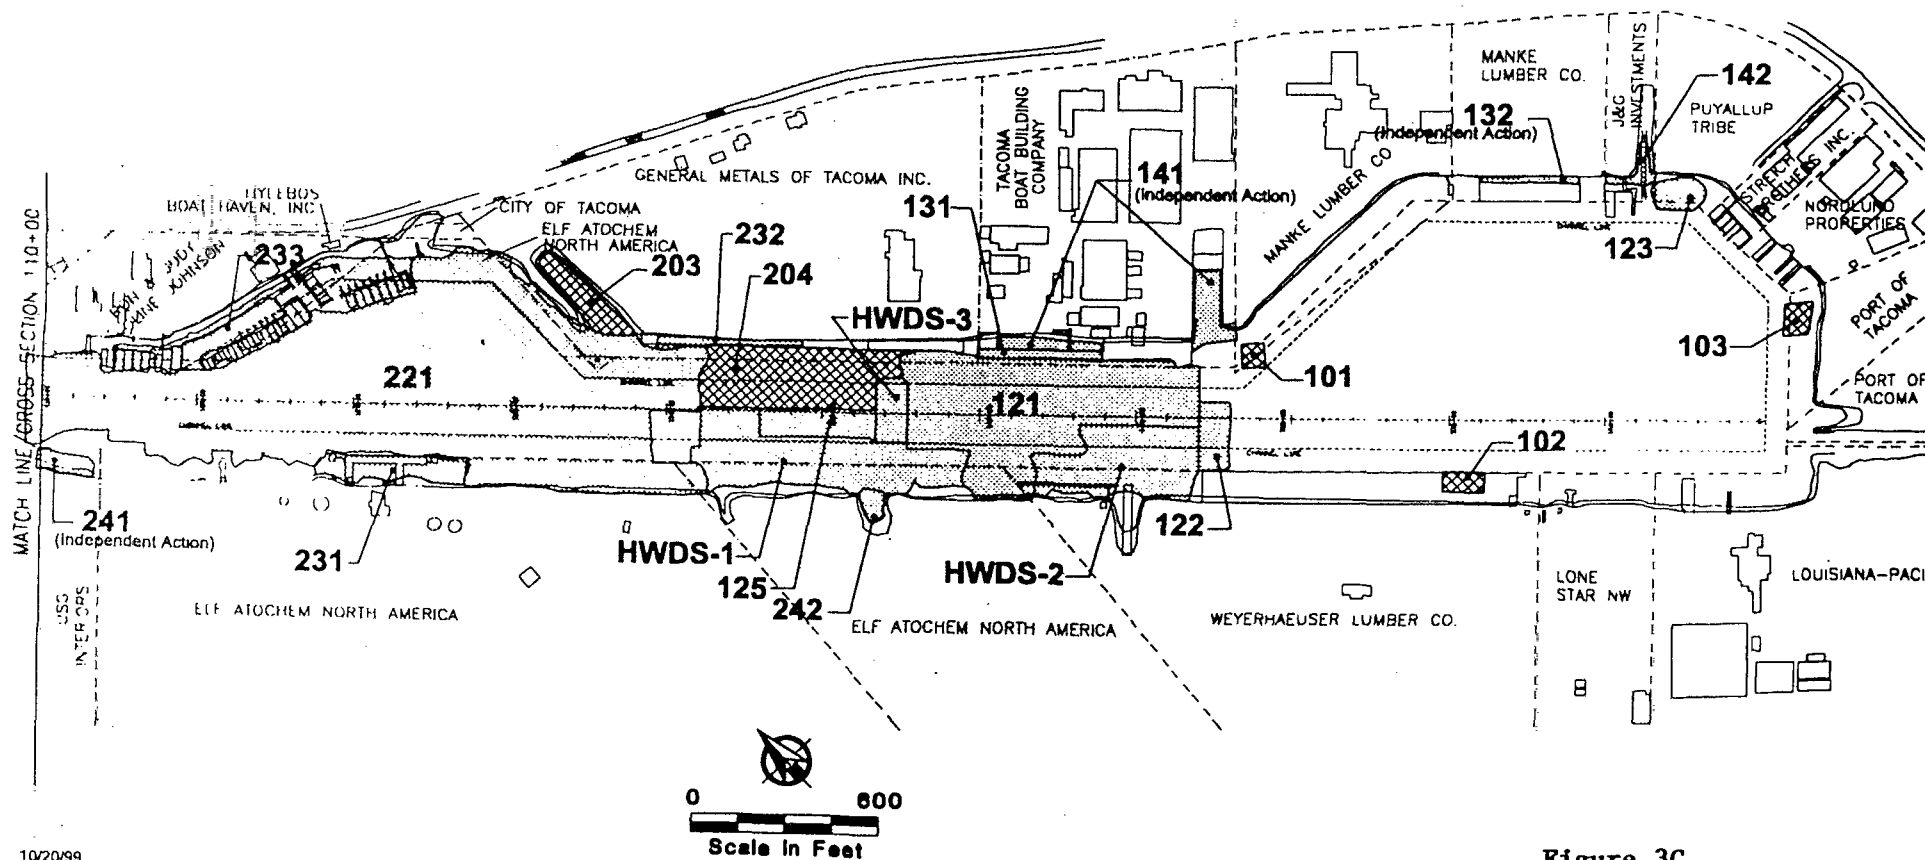 MANKE
LUMBER CO.
J&G
INVESTMENTS
142
PUYALLUP
TRIBE
132
(Independent Action)
TACOMA
BOAT BUILDING
COMPANY
141
(Independent Action)
GENERAL METALS OF TACOMA INC.
HYLEBOS
BOAT HAVEN, INC
CITY OF TACOMA
ELF ATOCHEM
NORTH AMERICA
131
MANKE LUMBER CO
BROTHERS INC.
NORDLUND
PROPERTIES
123
233
JOHNSON
203
232
204
HWDS-3
PORT OF
TACOMA
103
101
221
121
PORT OF
TACOMA
MATCH LINE/CROSS-SECTION 110+00
102
241
(Independent Action)
231
HWDS-1
125
242
HWDS-2
122
USG
INTERIORS
ELF ATOCHEM NORTH AMERICA
ELF ATOCHEM NORTH AMERICA
WEYERHAEUSER LUMBER CO.
LONE
STAR NW
LOUISIANA-PACI
0 600
Scale In Feet
10/20/99
Figure 3C